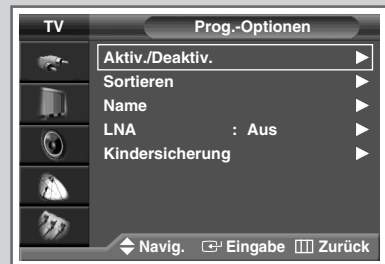 TV Prog.-Optionen
Aktiv./Deaktiv.
Sortieren
Name
LNA : Aus
Kindersicherung
Navig. Eingabe Zurück